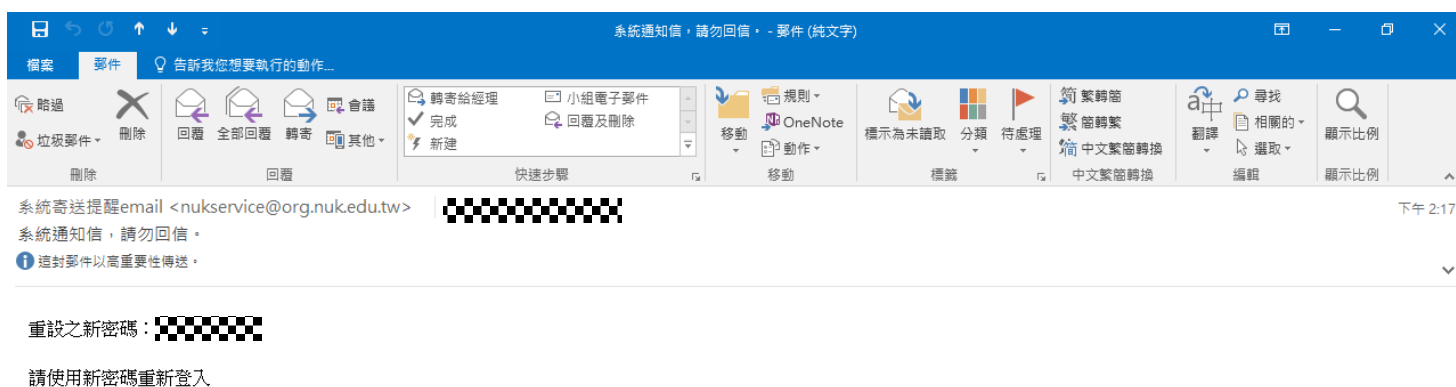 系統通知信，請勿回信。 - 郵件 (純文字)
檔案 郵件 告訴我您想要執行的動作...
略過
垃圾郵件
刪除
回覆 全部回覆 轉寄
會議
其他
轉寄給經理 小組電子郵件
完成 回覆及刪除
新建
移動
規則
OneNote
動作
標示為未讀取 分類 待處理
繁轉簡
簡轉繁
中文繁簡轉換
翻譯
尋找
相關的
選取
顯示比例
刪除 回覆 快速步驟 移動 標籤 中文繁簡轉換 編輯 顯示比例
系統寄送提醒email <nukservice@org.nuk.edu.tw> 下午 2:17
系統通知信，請勿回信。
這封郵件以高重要性傳送。
重設之新密碼：
請使用新密碼重新登入